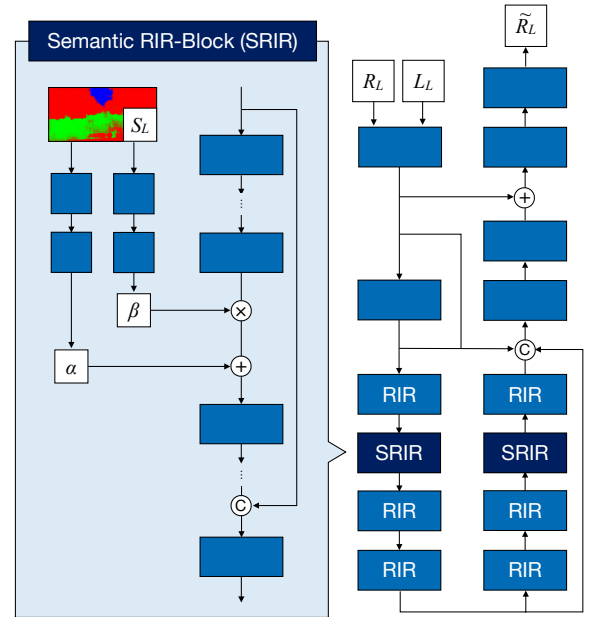 Semantic RIR-Block (SRIR)
S_L
β
×
α
+
C
R_L L_L
R̃_L
+
C
RIR RIR
SRIR SRIR
RIR RIR
RIR RIR